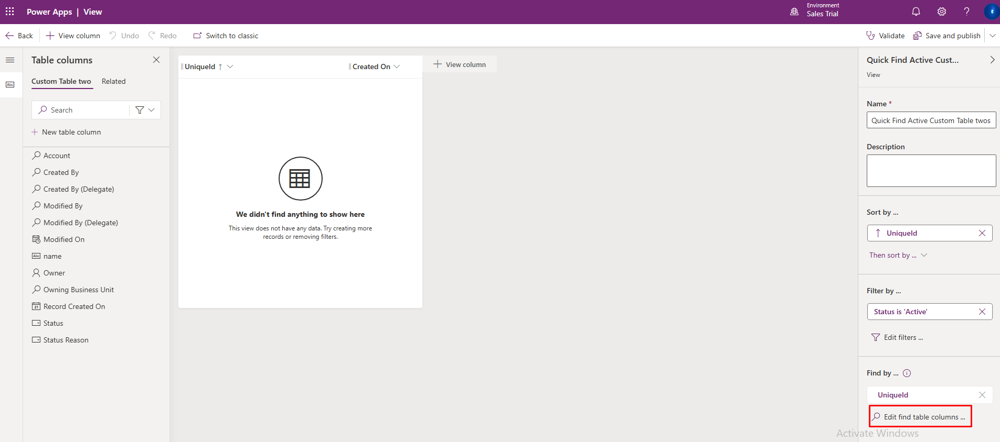 Power Apps | View
Environment
Sales Trial
Back
View column
Undo
Redo
Switch to classic
Validate
Save and publish
Table columns
Custom Table two
Related
Search
New table column
Account
Created By
Created By (Delegate)
Modified By
Modified By (Delegate)
Modified On
Abc name
Owner
Owning Business Unit
21 Record Created On
Status
Status Reason
Abc
UniqueId
Created On
View column
We didn't find anything to show here
This view does not have any data. Try creating more
records or removing filters.
Quick Find Active Cust...
View
Name *
Quick Find Active Custom Table twos
Description
Sort by ...
UniqueId
Then sort by ...
Filter by ...
Status is 'Active'
Edit filters ...
Find by ...
UniqueId
Edit find table columns ...
Activate Windows